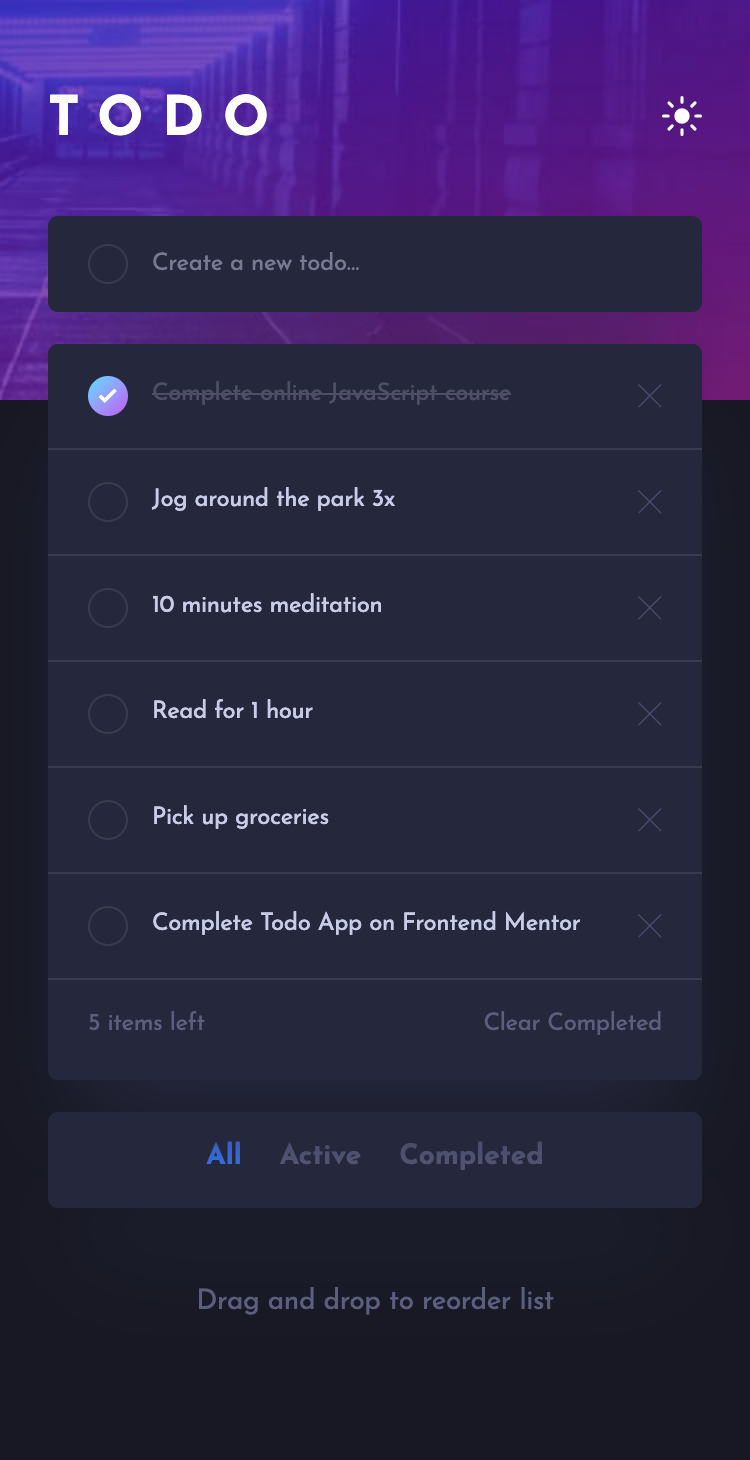 TODO
Create a new todo...
Complete online JavaScript course
Jog around the park 3x
10 minutes meditation
Read for 1 hour
Pick up groceries
Complete Todo App on Frontend Mentor
5 items left Clear Completed
All Active Completed
Drag and drop to reorder list